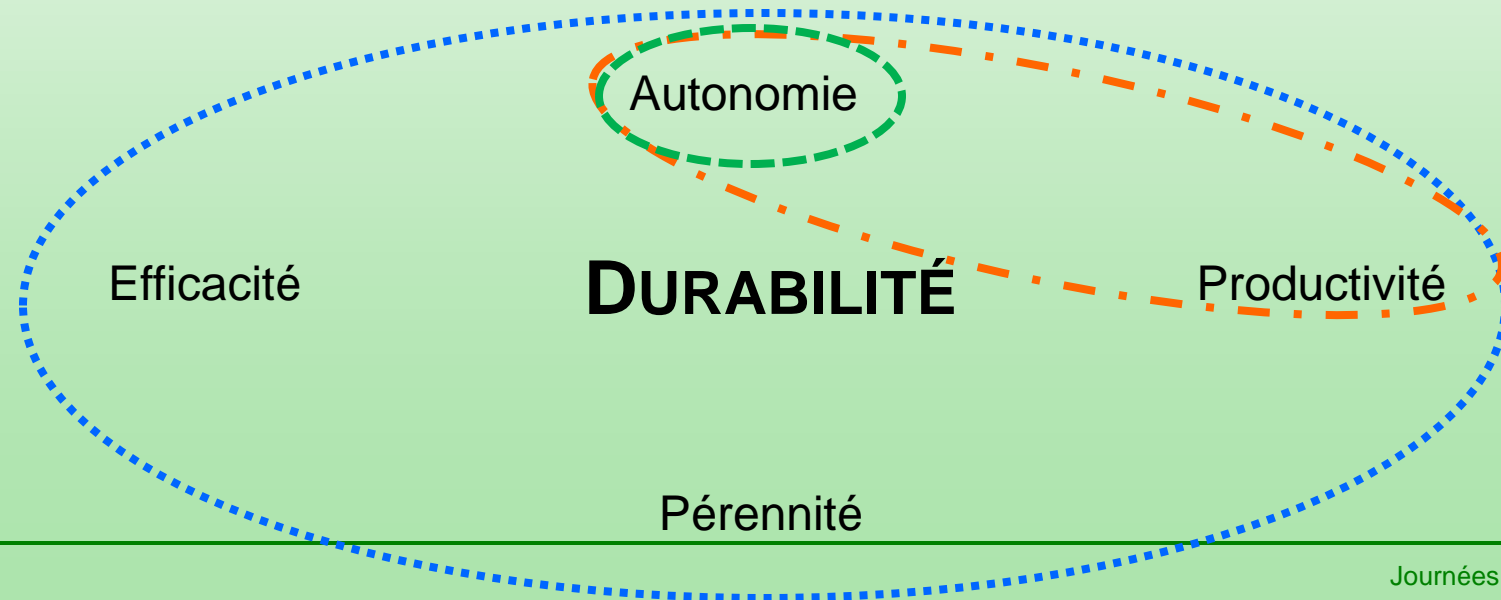 Autonomie
Efficacité
DURABILITÉ
Productivité
Pérennité
Journées